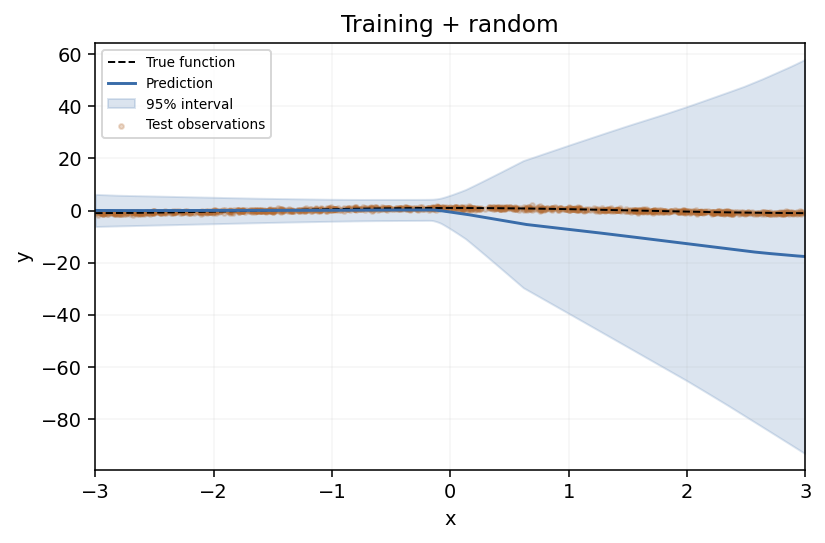 Training + random
60
40
20
0
−20
−40
−60
−80
y
True function
Prediction
95% interval
Test observations
−3
−2
−1
0
1
2
3
x